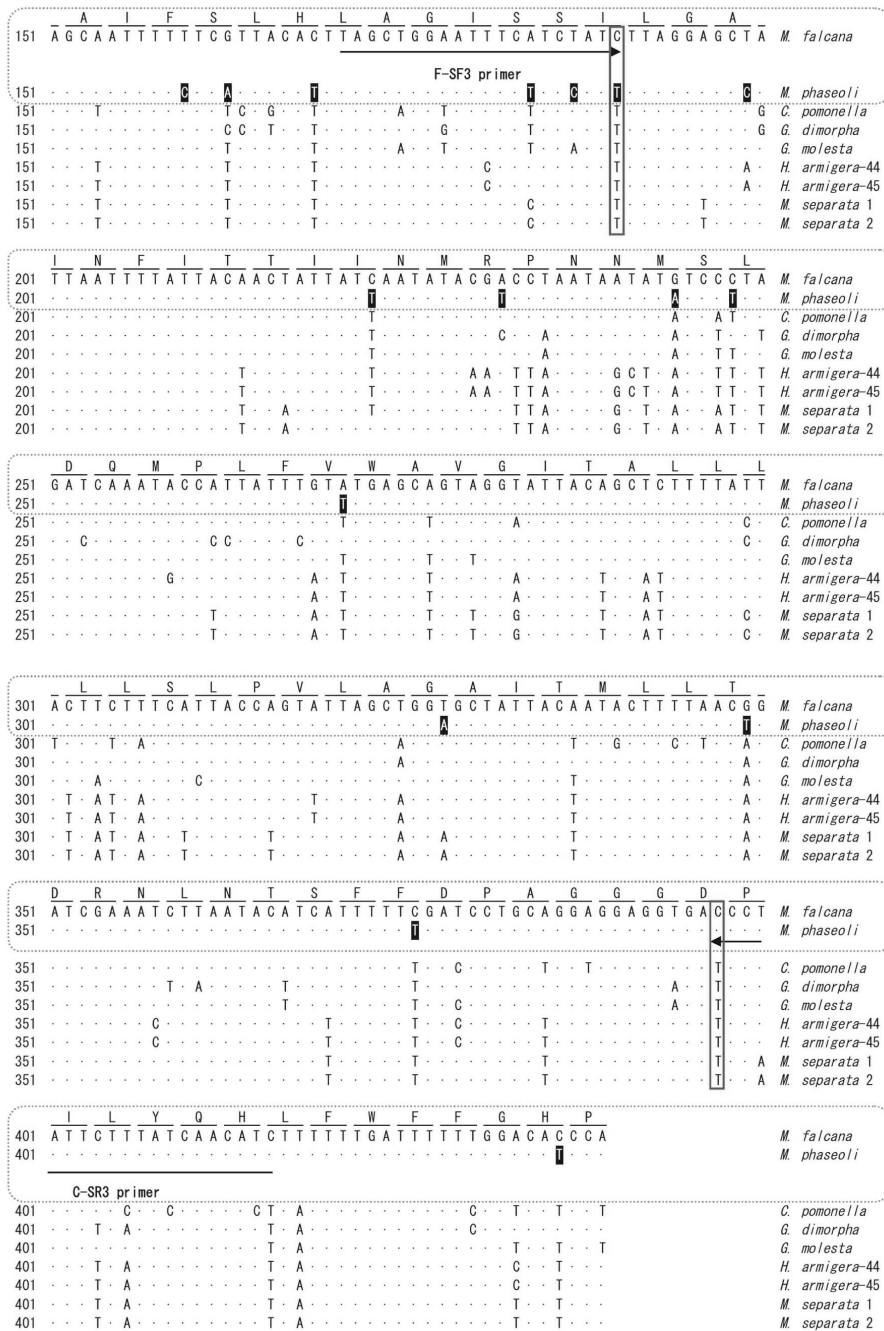 A I F S L H L A G I S S I L G A
151 A G C A A T T T T T T C G T T A C A C T T A G C T G G A A T T T C A T C T A T C T T A G G A G C T A M. falcana
F-SF3 primer
151 C A T T C T C M. phaseoli
151 T T C G T A T T T G C. pomonella
151 C C T T G T T G G. dimorpha
151 T T A T T A T G. molesta
151 T T T C T A H. armigera-44
151 T T T C T A H. armigera-45
151 T T T C T T M. separata 1
151 T T T C T T M. separata 2
I N F I T T I I N M R P N N M S L
201 T T A A T T T T A T T A C A A C T A T T A T C A A T A T A C G A C C T A A T A A T A T G T C C C T A M. falcana
201 T T A T M. phaseoli
201 T A A T C. pomonella
201 T C A A T T G. dimorpha
201 T A A T T G. molesta
201 T T A A T T A G C T A T T T H. armigera-44
201 T T A A T T A G C T A T T T H. armigera-45
201 T A T T T A G T A A T T M. separata 1
201 T A T T A G T A A T T M. separata 2
D Q M P L F V W A V G I T A L L L
251 G A T C A A A T A C C A T T A T T T G T A T G A G C A G T A G G T A T T A C A G C T C T T T T A T T M. falcana
251 T M. phaseoli
251 T T A C C. pomonella
251 C C C C C G. dimorpha
251 T T T G. molesta
251 G A T T A T A T H. armigera-44
251 A T T A T A T H. armigera-45
251 T A T T T G T A T C M. separata 1
251 T A T T T G T A T C M. separata 2
L L S L P V L A G A I T M L L T
301 A C T T C T T T C A T T A C C A G T A T T A G C T G G T G C T A T T A C A A T A C T T T T A A C G G M. falcana
301 A T M. phaseoli
301 T T A A T G C T A C. pomonella
301 A A G. dimorpha
301 A C T A G. molesta
301 T A T A T A T A H. armigera-44
301 T A T A T A T A H. armigera-45
301 T A T A T T A A T A M. separata 1
301 T A T A T T A A T A M. separata 2
D R N L N T S F F D P A G G G D P
351 A T C G A A A T C T T A A T A C A T C A T T T T T C G A T C C T G C A G G A G G A G G T G A C C C T M. falcana
351 T M. phaseoli
351 T C T T T C. pomonella
351 T A T T A T G. dimorpha
351 T T C A T G. molesta
351 C T T C T T H. armigera-44
351 C T T C T T H. armigera-45
351 T T T T A M. separata 1
351 T T T T A M. separata 2
I L Y Q H L F W F F G H P
401 A T T C T T T A T C A A C A T C T T T T T T G A T T T T T T G G A C A C C C A M. falcana
401 T M. phaseoli
C-SR3 primer
401 C C C T A C T T T C. pomonella
401 T A T A C G. dimorpha
401 T A T T T G. molesta
401 T A T A C T H. armigera-44
401 T A T A C T H. armigera-45
401 T A T A T T M. separata 1
401 T A T A T T M. separata 2